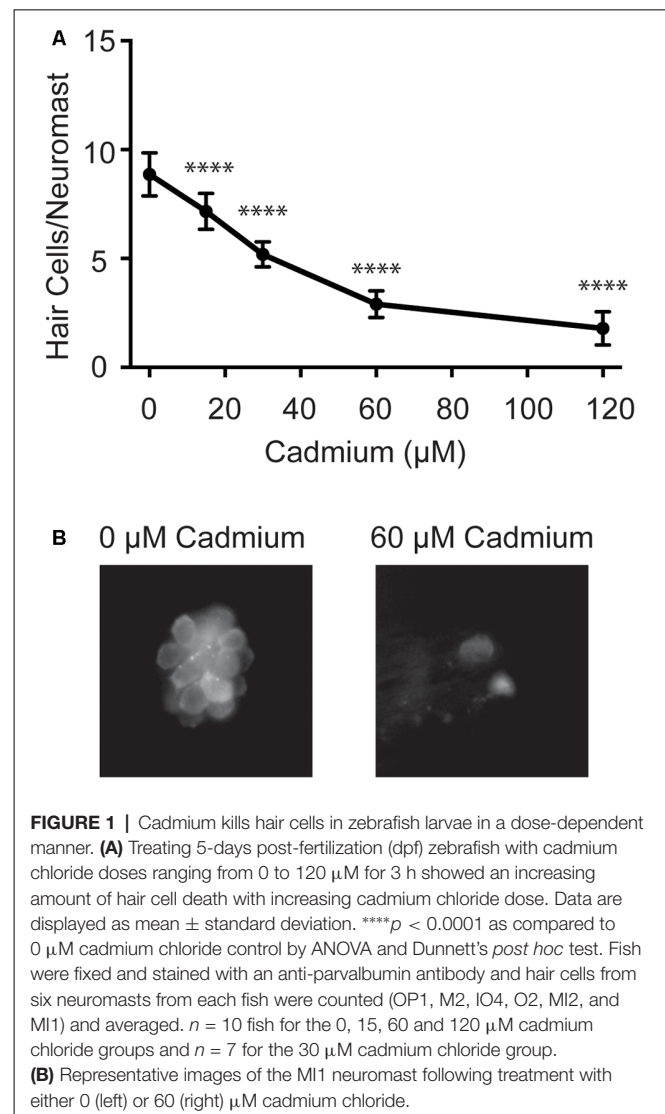 A
15
10
5
0
Hair Cells/Neuromast
****
****
****
****
0 20 40 60 80 100 120
Cadmium (µM)
B 0 µM Cadmium 60 µM Cadmium
FIGURE 1 | Cadmium kills hair cells in zebrafish larvae in a dose-dependent
manner. (A) Treating 5-days post-fertilization (dpf) zebrafish with cadmium
chloride doses ranging from 0 to 120 µM for 3 h showed an increasing
amount of hair cell death with increasing cadmium chloride dose. Data are
displayed as mean ± standard deviation. ****p < 0.0001 as compared to
0 µM cadmium chloride control by ANOVA and Dunnett's post hoc test. Fish
were fixed and stained with an anti-parvalbumin antibody and hair cells from
six neuromasts from each fish were counted (OP1, M2, IO4, O2, MI2, and
MI1) and averaged. n = 10 fish for the 0, 15, 60 and 120 µM cadmium
chloride groups and n = 7 for the 30 µM cadmium chloride group.
(B) Representative images of the MI1 neuromast following treatment with
either 0 (left) or 60 (right) µM cadmium chloride.